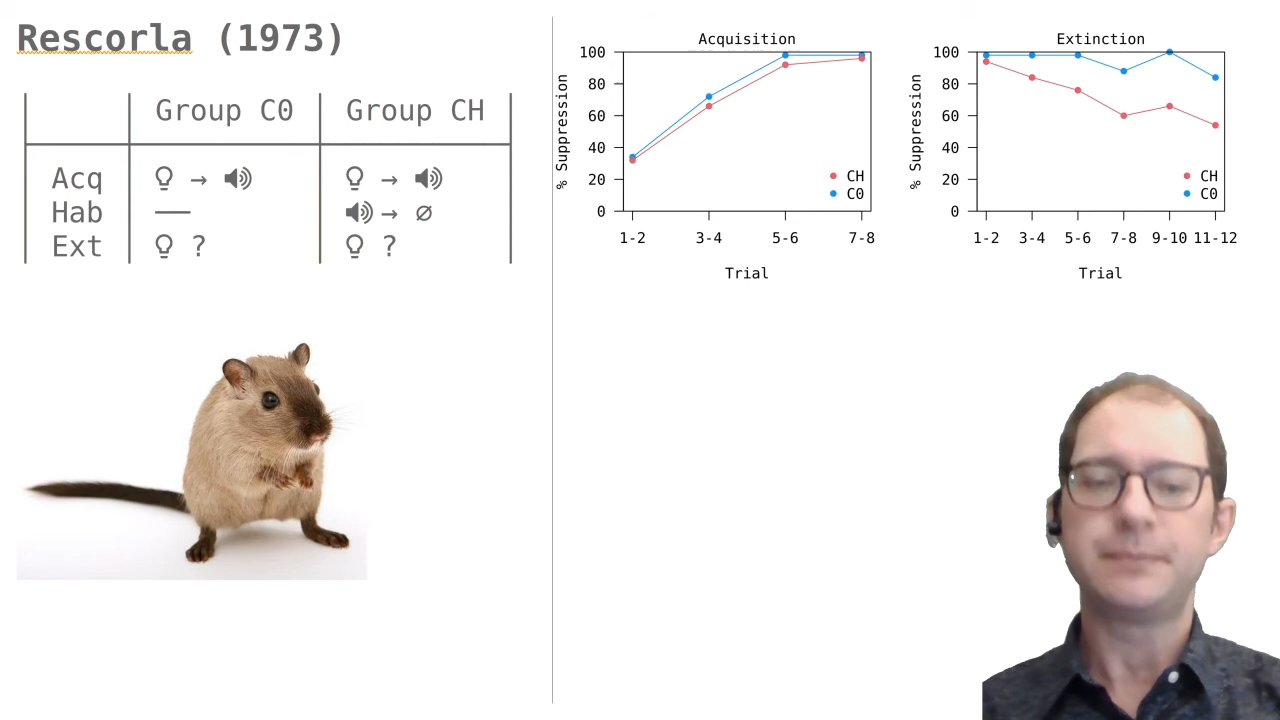 Rescorla (1973)
Group C0 Group CH
Acq → →
Hab — → ∅
Ext ? ?
Acquisition
% Suppression
100
80
60
40
20
0
CH
C0
1-2 3-4 5-6 7-8
Trial
Extinction
% Suppression
100
80
60
40
20
0
CH
C0
1-2 3-4 5-6 7-8 9-10 11-12
Trial